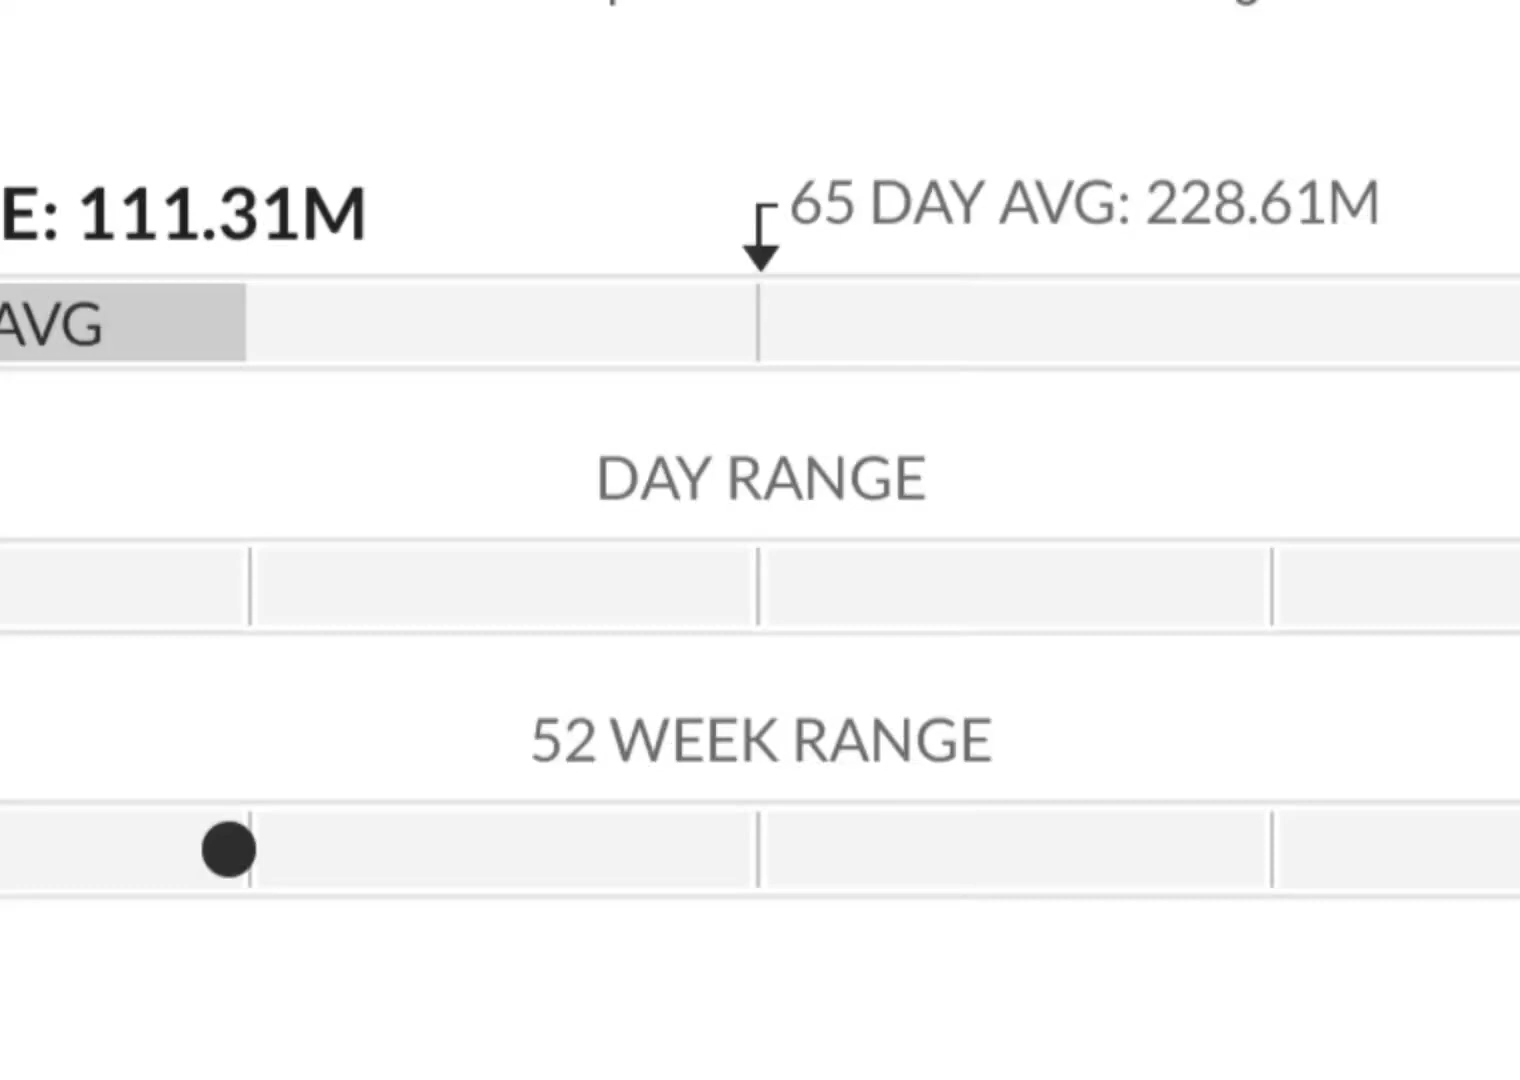 E: 111.31M
65 DAY AVG: 228.61M
AVG
DAY RANGE
52 WEEK RANGE